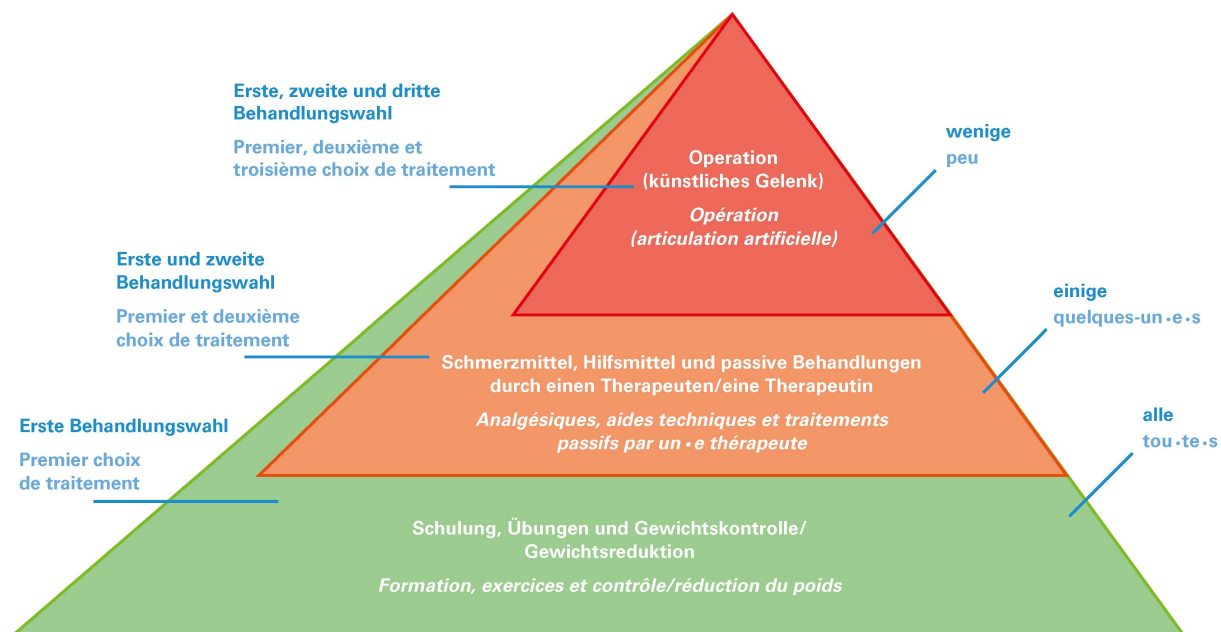 Erste, zweite und dritte
Behandlungswahl
Premier, deuxième et
troisième choix de traitement
Operation
(künstliches Gelenk)
Opération
(articulation artificielle)
wenige
peu
Erste und zweite
Behandlungswahl
Premier et deuxième
choix de traitement
Schmerzmittel, Hilfsmittel und passive Behandlungen
durch einen Therapeuten/eine Therapeutin
Analgésiques, aides techniques et traitements
passifs par un•e thérapeute
einige
quelques-un•e•s
Erste Behandlungswahl
Premier choix
de traitement
Schulung, Übungen und Gewichtskontrolle/
Gewichtsreduktion
Formation, exercices et contrôle/réduction du poids
alle
tou•te•s